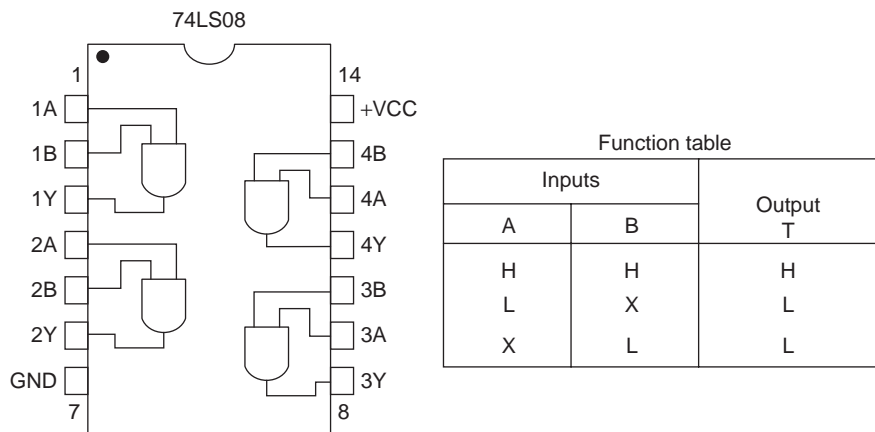 74LS08
1
14
1A
+VCC
1B
4B
1Y
4A
2A
4Y
2B
3B
2Y
3A
GND
3Y
7
8
Function table
Inputs
Output
T
A B
H H H
L X L
X L L